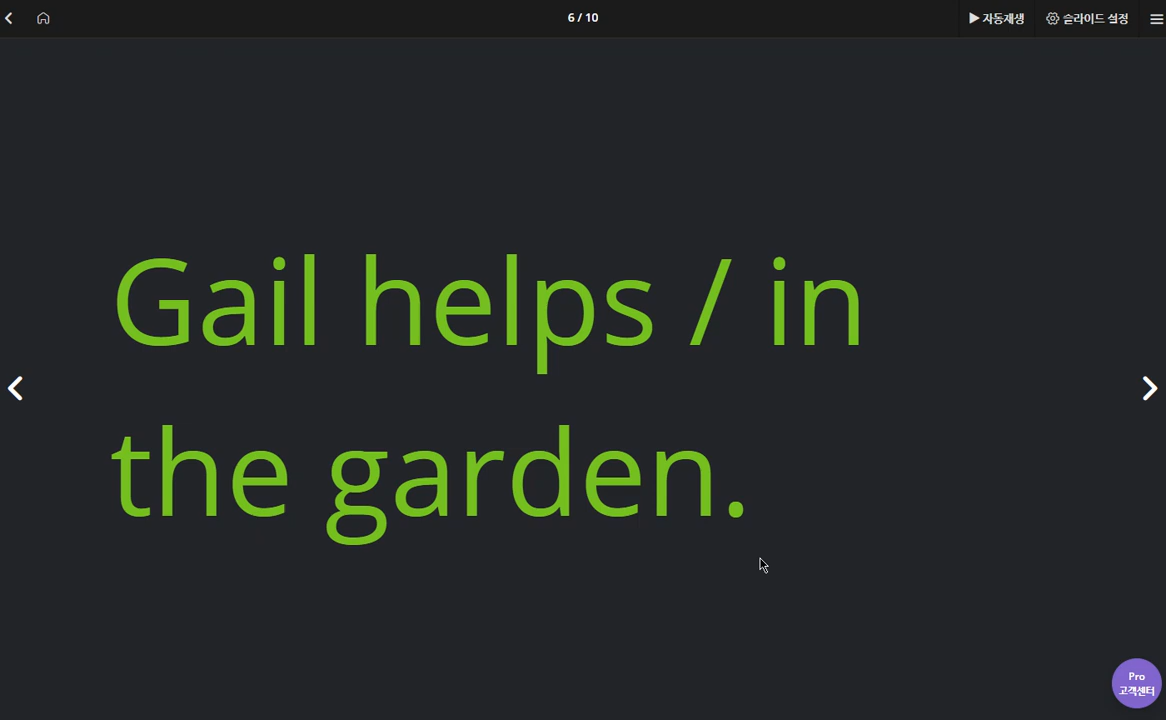 6 / 10
▶ 자동재생
슬라이드 설정
Gail helps / in
the garden.
Pro
고객센터